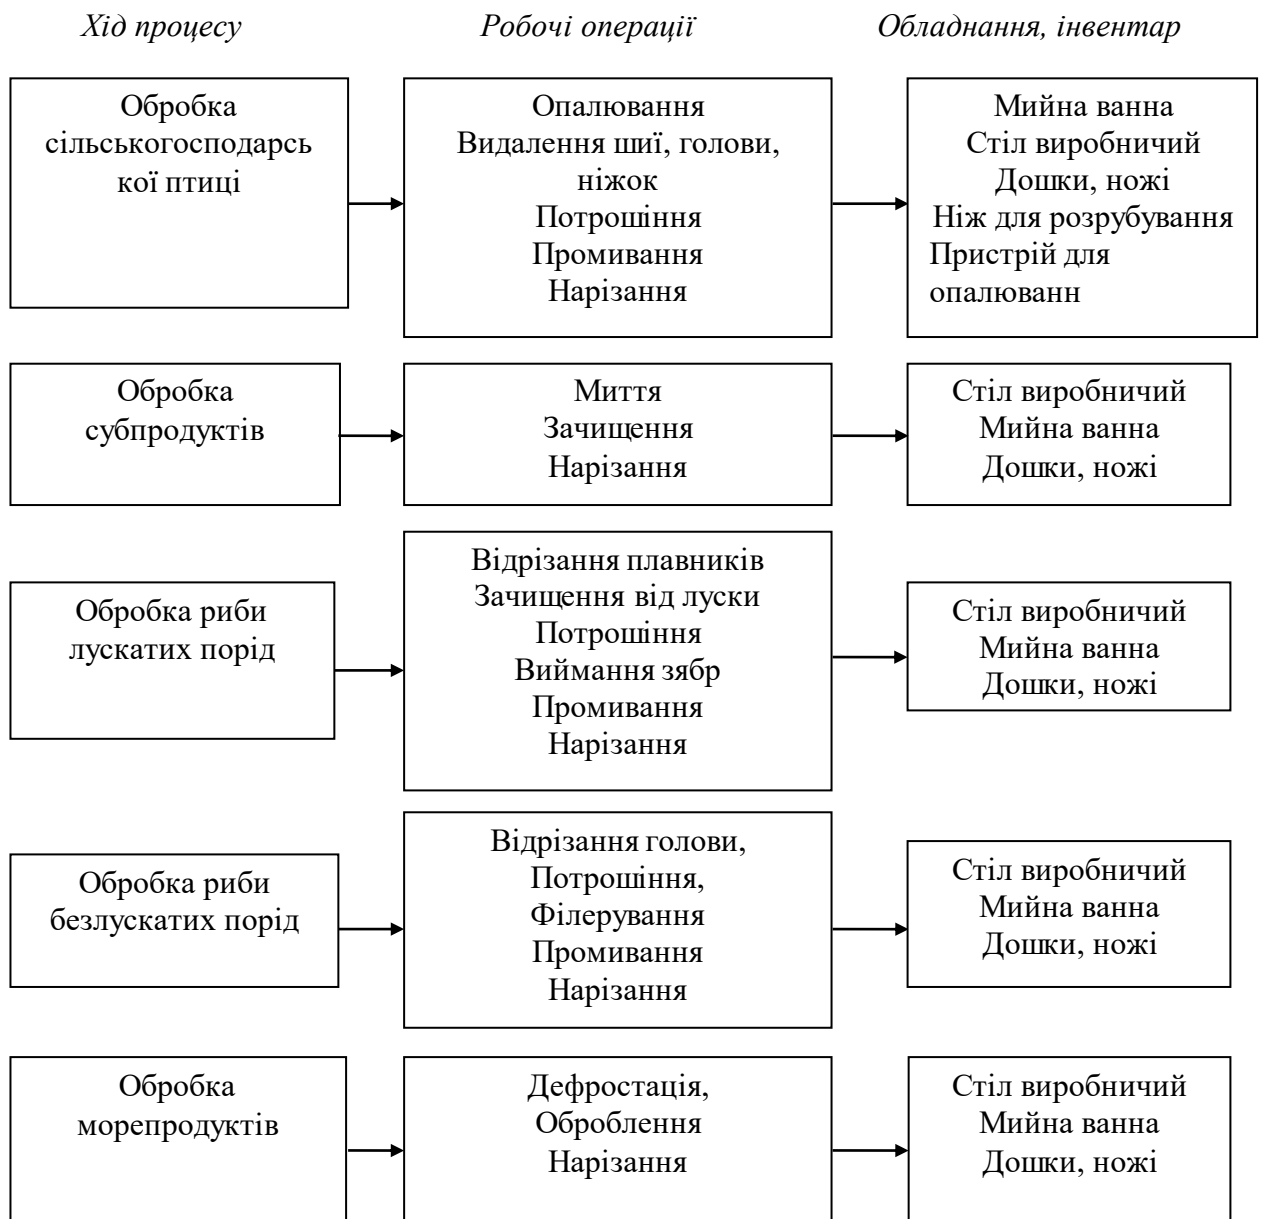 Хід процесу
Робочі операції
Обладнання, інвентар
Обробка
сільськогосподарсь
кої птиці
Опалювання
Видалення шиї, голови,
ніжок
Потрошіння
Промивання
Нарізання
Мийна ванна
Стіл виробничий
Дошки, ножі
Ніж для розрубування
Пристрій для
опалюванн
Обробка
субпродуктів
Миття
Зачищення
Нарізання
Стіл виробничий
Мийна ванна
Дошки, ножі
Обробка риби
лускатих порід
Відрізання плавників
Зачищення від луски
Потрошіння
Виймання зябр
Промивання
Нарізання
Стіл виробничий
Мийна ванна
Дошки, ножі
Обробка риби
безлускатих порід
Відрізання голови,
Потрошіння,
Філерування
Промивання
Нарізання
Стіл виробничий
Мийна ванна
Дошки, ножі
Обробка
морепродуктів
Дефростація,
Оброблення
Нарізання
Стіл виробничий
Мийна ванна
Дошки, ножі